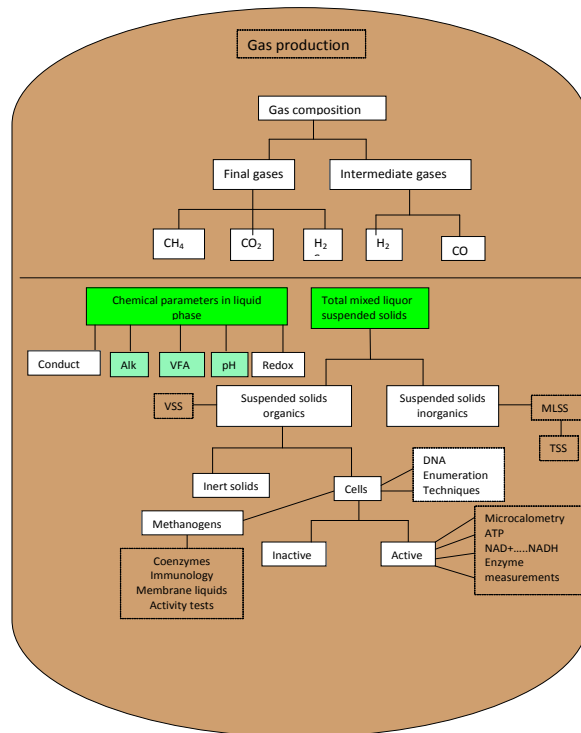 Gas production
Gas composition
Final gases
Intermediate gases
CH4
CO2
H2
H2
CO
Chemical parameters in liquid
phase
Total mixed liquor
suspended solids
Conduct
Alk
VFA
pH
Redox
VSS
Suspended solids
organics
Suspended solids
inorganics
MLSS
TSS
Inert solids
Cells
DNA
Enumeration
Techniques
Methanogens
Inactive
Active
Microcalometry
ATP
NAD+.....NADH
Enzyme
measurements
Coenzymes
Immunology
Membrane liquids
Activity tests